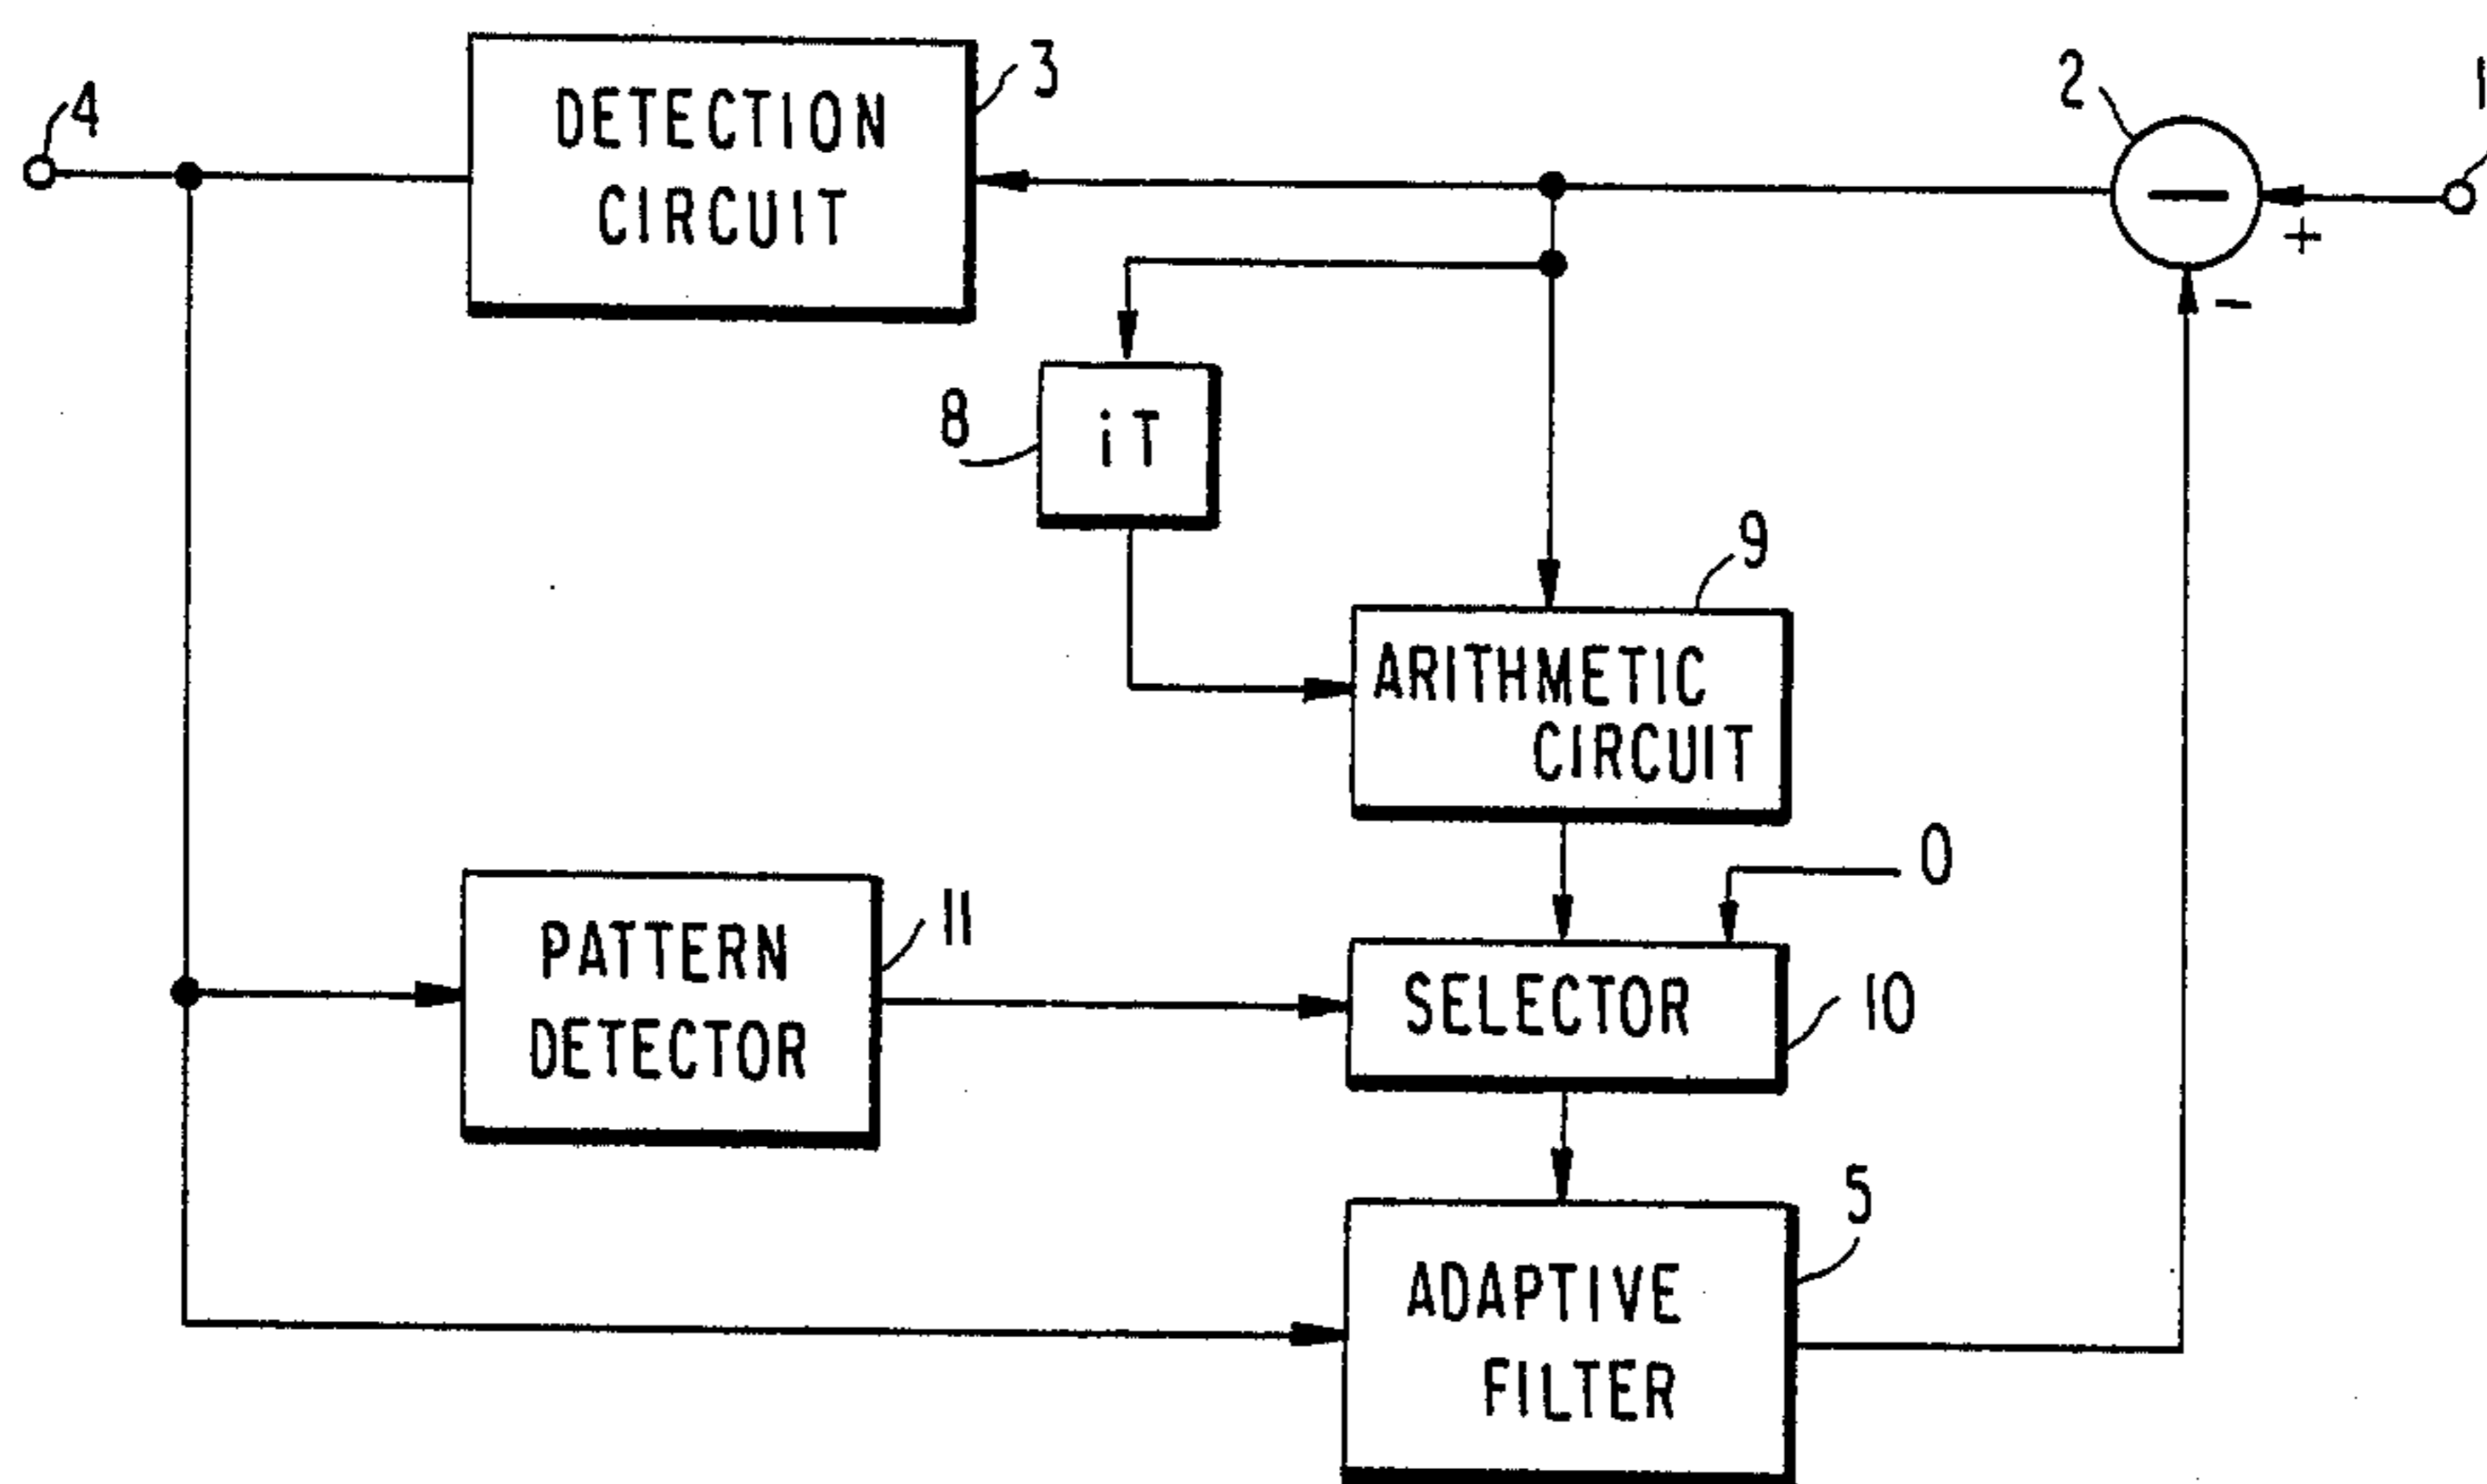 4
DETECTION
CIRCUIT
3
2
1
+
−
−
8
iT
9
ARITHMETIC
CIRCUIT
0
PATTERN
DETECTOR
11
SELECTOR
10
5
ADAPTIVE
FILTER